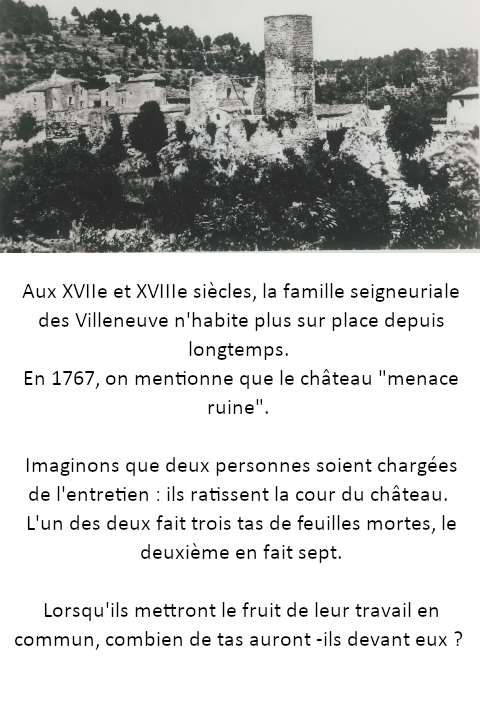 Aux XVIIe et XVIIIe siècles, la famille seigneuriale
des Villeneuve n'habite plus sur place depuis
longtemps.
En 1767, on mentionne que le château "menace
ruine".
Imaginons que deux personnes soient chargées
de l'entretien : ils ratissent la cour du château.
L'un des deux fait trois tas de feuilles mortes, le
deuxième en fait sept.
Lorsqu'ils mettront le fruit de leur travail en
commun, combien de tas auront -ils devant eux ?